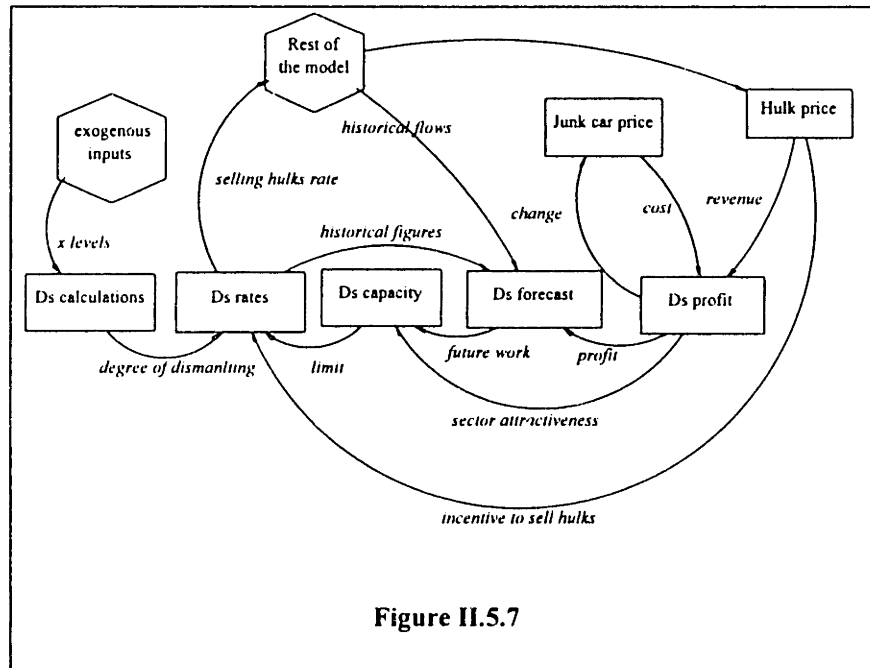 Rest of
the model
exogenous
inputs
Junk car price
Hulk price
historical flows
selling hulks rate
change
cost
revenue
x levels
historical figures
Ds calculations
Ds rates
Ds capacity
Ds forecast
Ds profit
degree of dismanlting
limit
future work
profit
sector attractiveness
incentive to sell hulks
Figure II.5.7